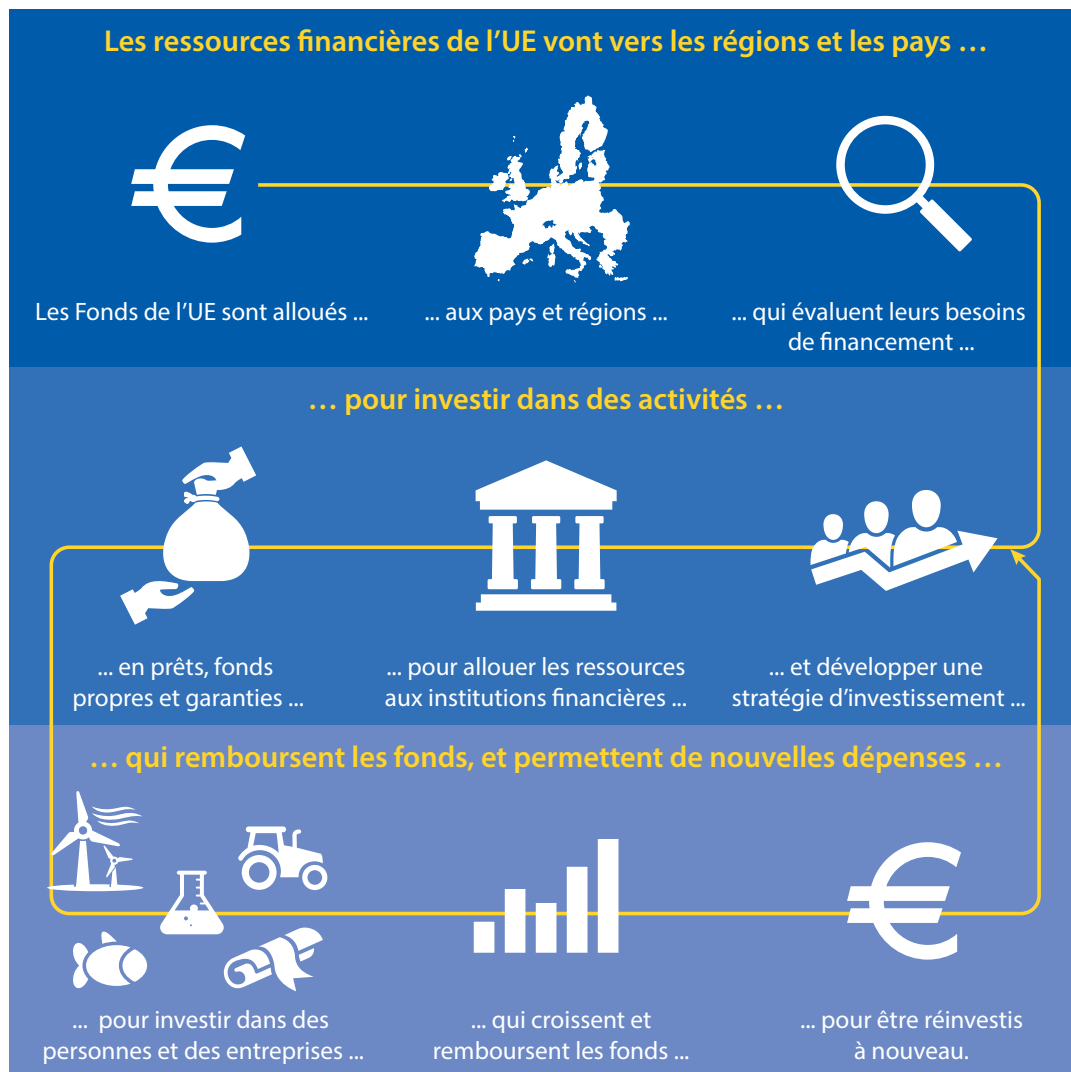 Les ressources financières de l’UE vont vers les régions et les pays …
Les Fonds de l’UE sont alloués ...
... aux pays et régions ...
... qui évaluent leurs besoins
de financement ...
… pour investir dans des activités …
... et développer une
stratégie d’investissement ...
... pour allouer les ressources
aux institutions financières ...
... en prêts, fonds
propres et garanties ...
… qui remboursent les fonds, et permettent de nouvelles dépenses …
... pour investir dans des
personnes et des entreprises ...
... qui croissent et
remboursent les fonds ...
... pour être réinvestis
à nouveau.